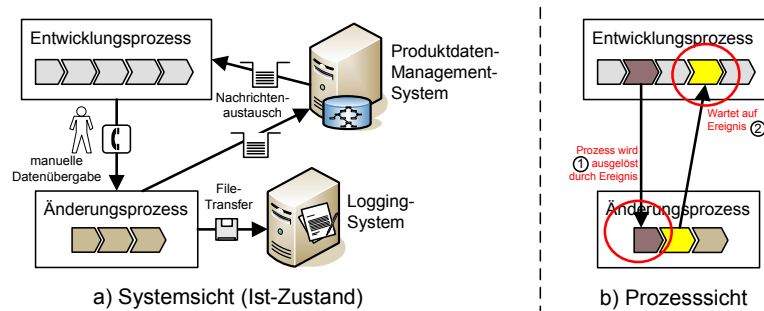 Entwicklungsprozess
Nachrichten-
austausch
Produktdaten-
Management-
System
manuelle
Datenübergabe
Änderungsprozess
File-
Transfer
Logging-
System
a) Systemsicht (Ist-Zustand)
Entwicklungsprozess
Wartet auf
Ereignis ②
Prozess wird
① ausgelöst
durch Ereignis
Änderungsprozess
b) Prozesssicht